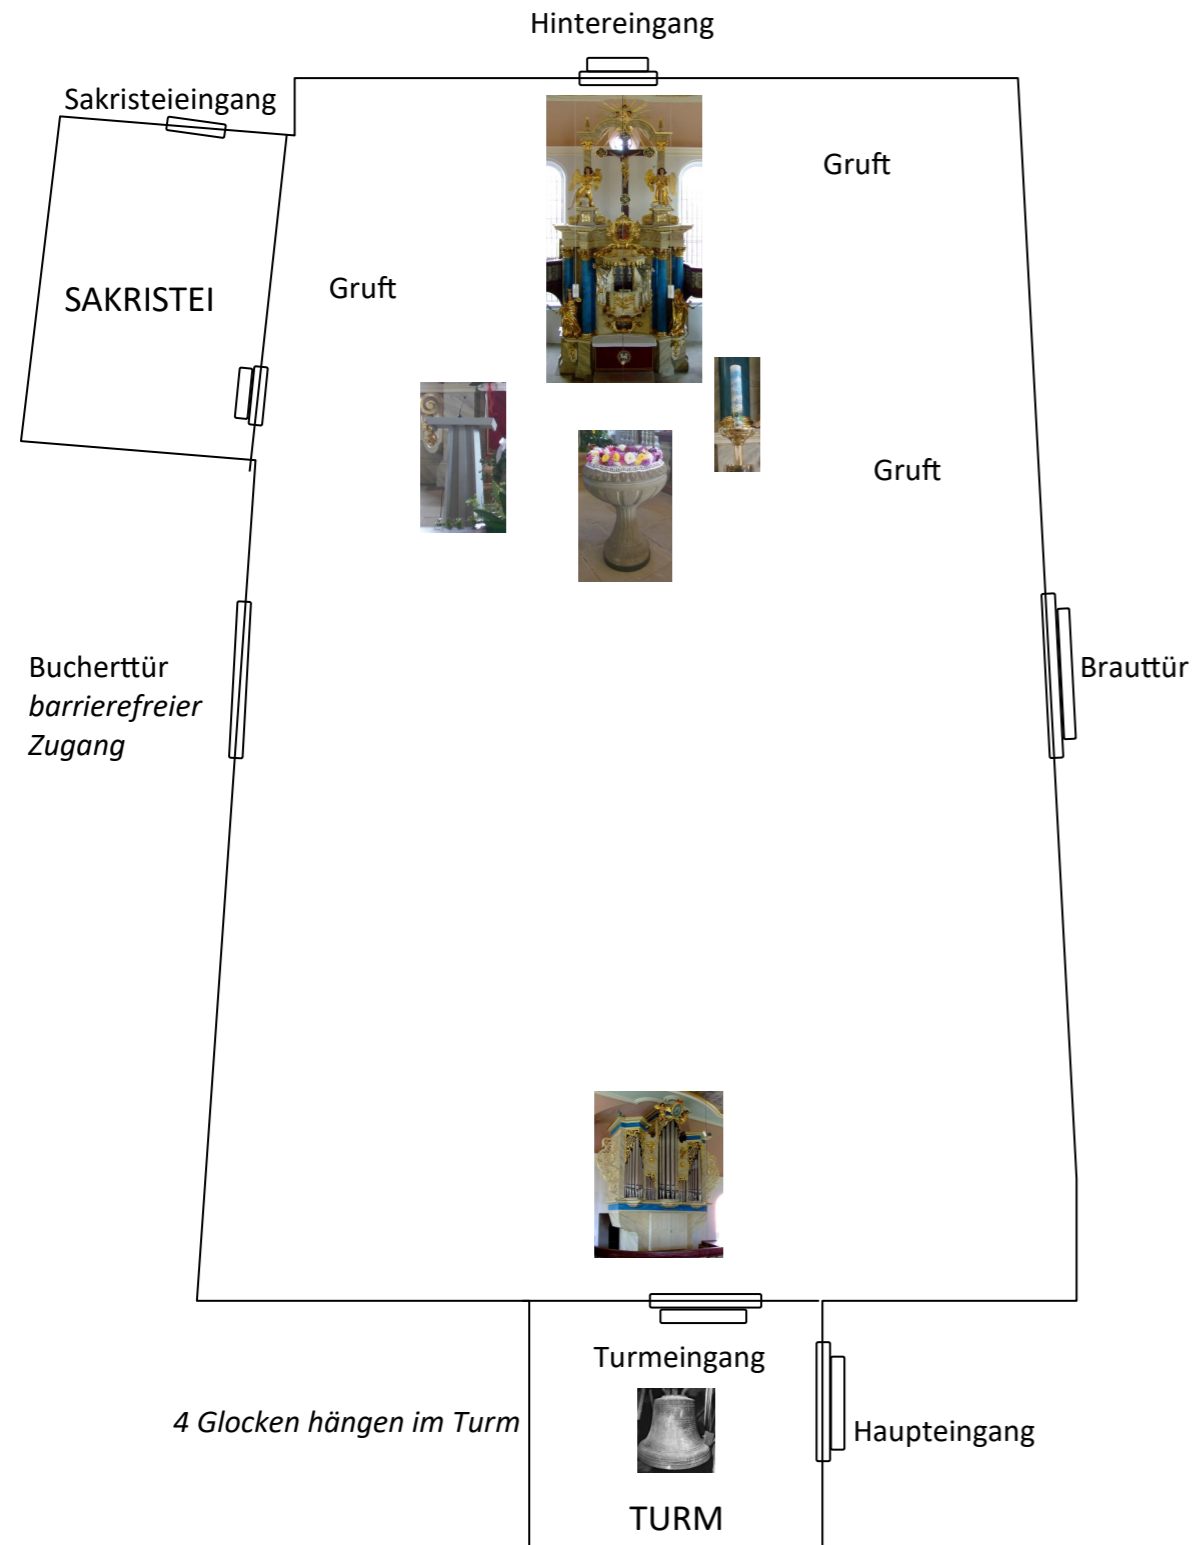 Hintereingang
Sakristeieingang
Gruft
SAKRISTEI
Gruft
Gruft
Bucherttür
barrierefreier
Zugang
Brauttür
Turmeingang
4 Glocken hängen im Turm
Haupteingang
TURM